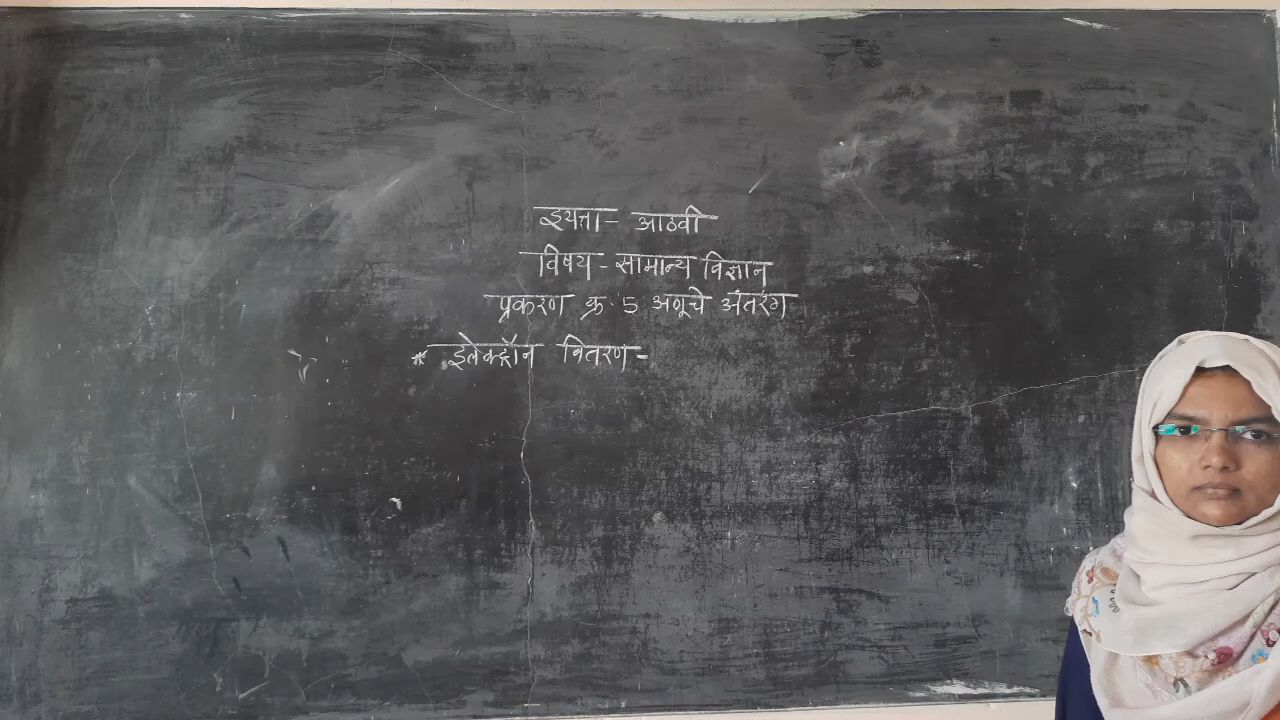 इयत्ता - आठवी
विषय - सामान्य विज्ञान
प्रकरण क्र. 5 अणूचे अंतरंग
* इलेक्ट्रॉन वितरण -